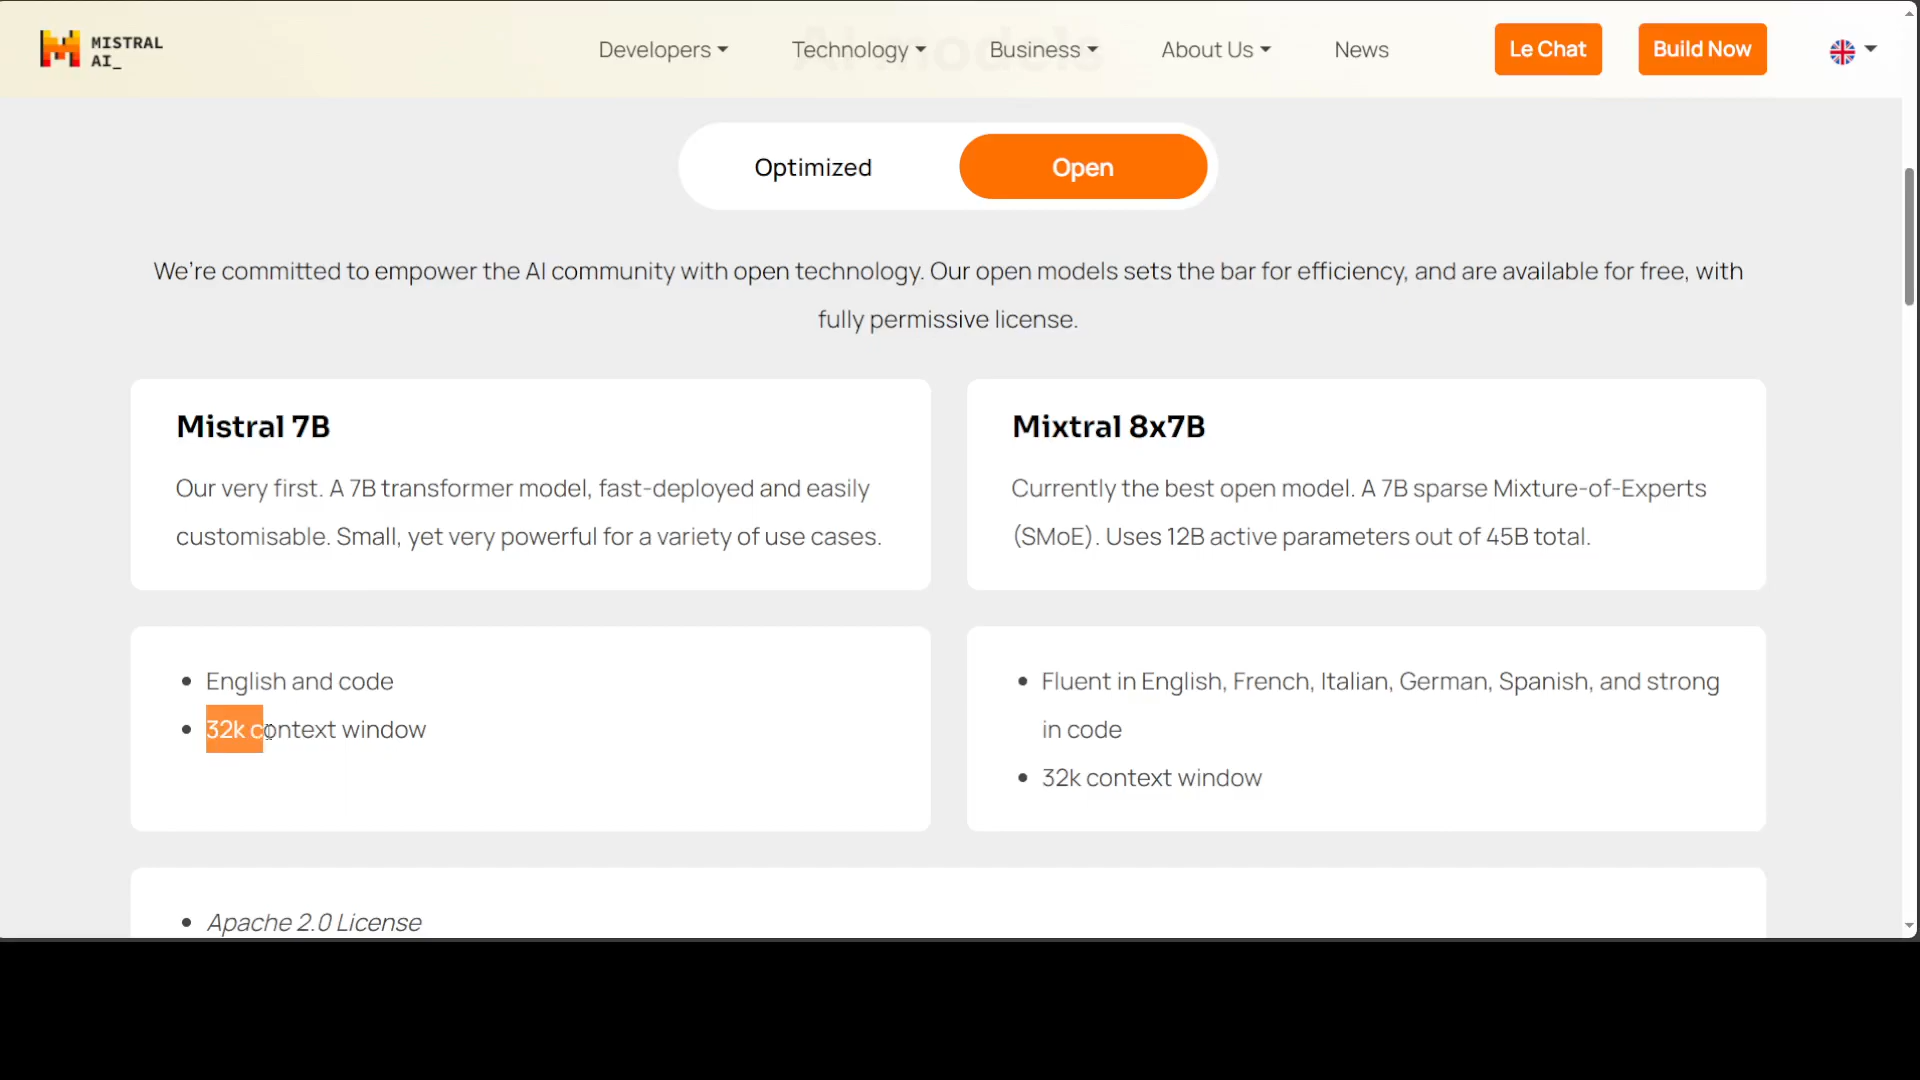 MISTRAL
AI_
Developers
Technology
Business
About Us
News
Le Chat
Build Now
AI models
Optimized
Open
We're committed to empower the AI community with open technology. Our open models sets the bar for efficiency, and are available for free, with
fully permissive license.
Mistral 7B
Our very first. A 7B transformer model, fast-deployed and easily
customisable. Small, yet very powerful for a variety of use cases.
Mixtral 8x7B
Currently the best open model. A 7B sparse Mixture-of-Experts
(SMoE). Uses 12B active parameters out of 45B total.
• English and code
• 32k context window
• Fluent in English, French, Italian, German, Spanish, and strong
in code
• 32k context window
• Apache 2.0 License